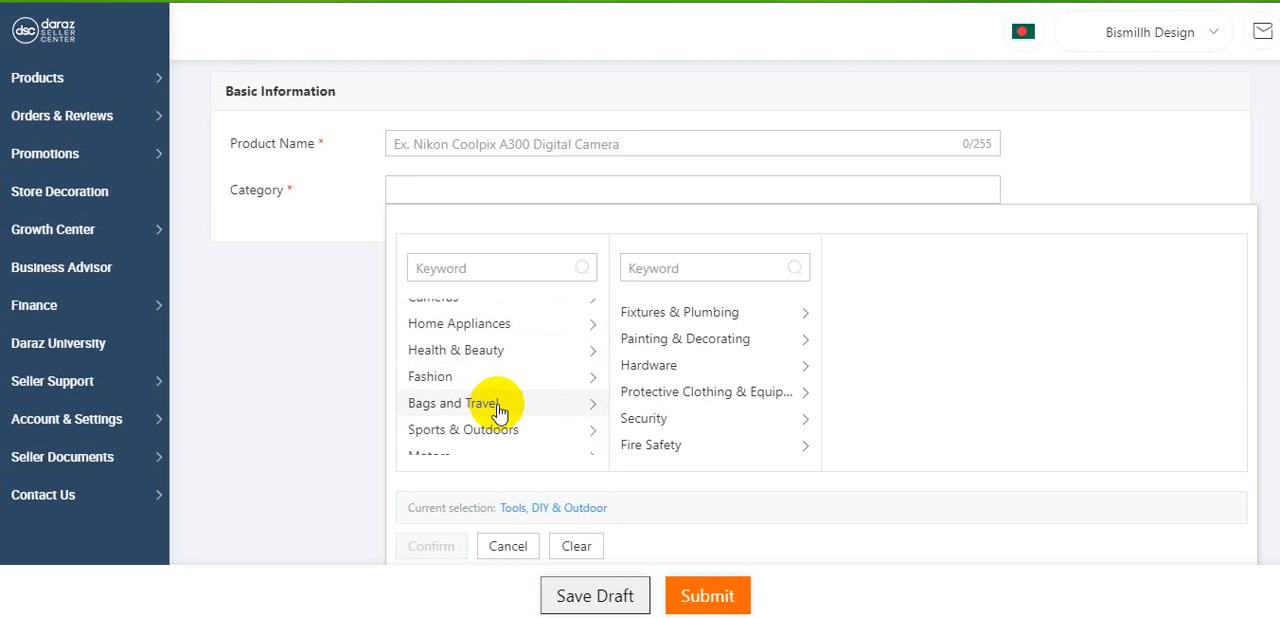 dsc daraz
SELLER
CENTER
Bismillh Design
Products
Orders & Reviews
Promotions
Store Decoration
Growth Center
Business Advisor
Finance
Daraz University
Seller Support
Account & Settings
Seller Documents
Contact Us
Basic Information
Product Name *
Ex. Nikon Coolpix A300 Digital Camera
0/255
Category *
Keyword
Cameras
Home Appliances
Health & Beauty
Fashion
Bags and Travel
Sports & Outdoors
Motors
Keyword
Fixtures & Plumbing
Painting & Decorating
Hardware
Protective Clothing & Equip...
Security
Fire Safety
Current selection: Tools, DIY & Outdoor
Confirm
Cancel
Clear
Save Draft
Submit